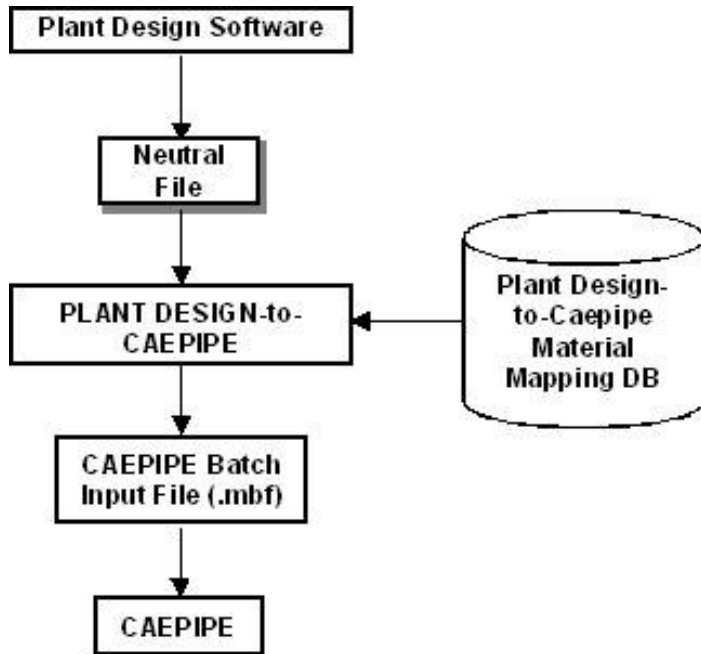 Plant Design Software
Neutral
File
PLANT DESIGN-to-
CAEPIPE
Plant Design-
to-Caepipe
Material
Mapping DB
CAEPIPE Batch
Input File (.mbf)
CAEPIPE